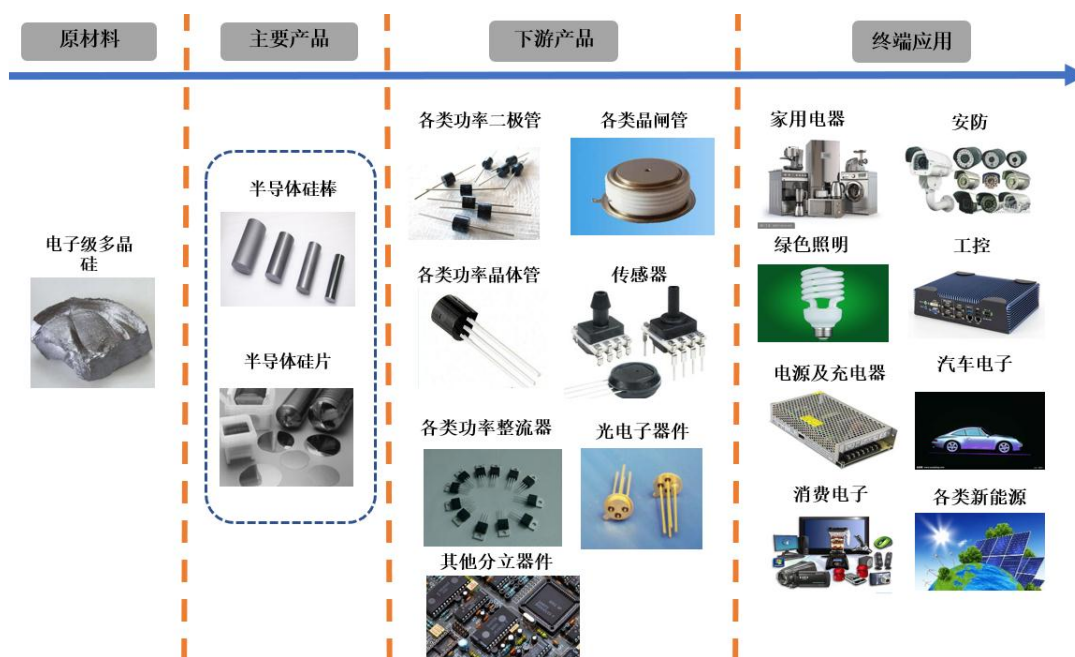 原材料
主要产品
下游产品
终端应用
电子级多晶
硅
半导体硅棒
半导体硅片
各类功率二极管
各类晶闸管
各类功率晶体管
传感器
各类功率整流器
光电子器件
其他分立器件
家用电器
安防
绿色照明
工控
电源及充电器
汽车电子
消费电子
各类新能源